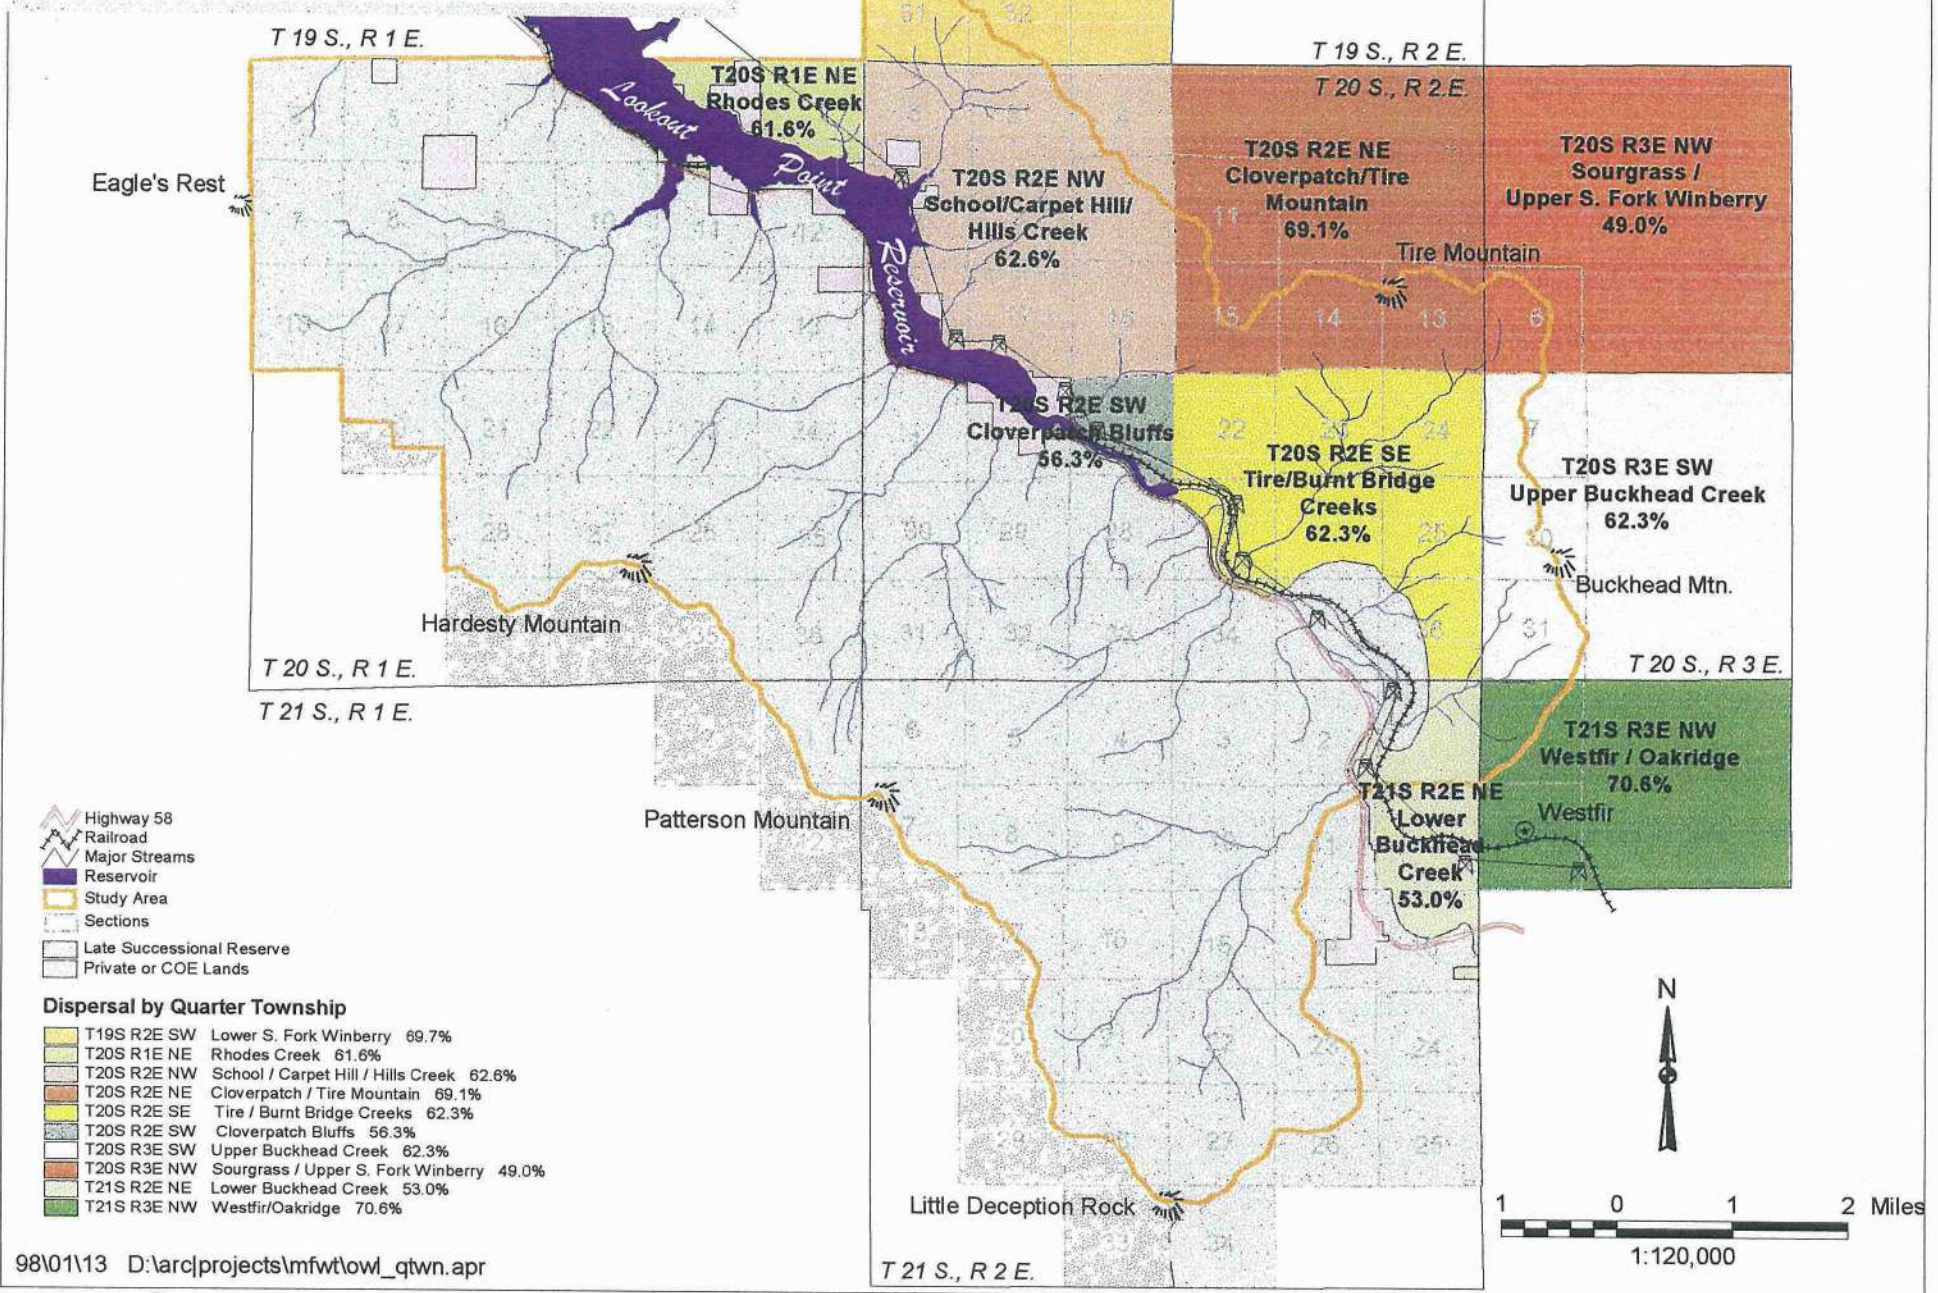 T 19 S., R 1 E.
T 19 S., R 2 E.
T 20 S., R 2 E.
31
32
T20S R1E NE
Rhodes Creek
61.6%
Lookout
Point
Reservoir
Eagle's Rest
T20S R2E NW
School/Carpet Hill/
Hills Creek
62.6%
T20S R2E NE
Cloverpatch/Tire
Mountain
69.1%
T20S R3E NW
Sourgrass /
Upper S. Fork Winberry
49.0%
Tire Mountain
T20S R2E SW
Cloverpatch Bluffs
56.3%
T20S R2E SE
Tire/Burnt Bridge
Creeks
62.3%
T20S R3E SW
Upper Buckhead Creek
62.3%
Buckhead Mtn.
Hardesty Mountain
T 20 S., R 1 E.
T 20 S., R 3 E.
T 21 S., R 1 E.
T21S R3E NW
Westfir / Oakridge
70.6%
Westfir
T21S R2E NE
Lower
Buckhead
Creek
53.0%
Patterson Mountain
Little Deception Rock
T 21 S., R 2 E.
Highway 58
Railroad
Major Streams
Reservoir
Study Area
Sections
Late Successional Reserve
Private or COE Lands
Dispersal by Quarter Township
T19S R2E SW Lower S. Fork Winberry 69.7%
T20S R1E NE Rhodes Creek 61.6%
T20S R2E NW School / Carpet Hill / Hills Creek 62.6%
T20S R2E NE Cloverpatch / Tire Mountain 69.1%
T20S R2E SE Tire / Burnt Bridge Creeks 62.3%
T20S R2E SW Cloverpatch Bluffs 56.3%
T20S R3E SW Upper Buckhead Creek 62.3%
T20S R3E NW Sourgrass / Upper S. Fork Winberry 49.0%
T21S R2E NE Lower Buckhead Creek 53.0%
T21S R3E NW Westfir/Oakridge 70.6%
N
1 0 1 2 Miles
1:120,000
98\01\13 D:\arc|projects\mfwt\owl_qtwn.apr